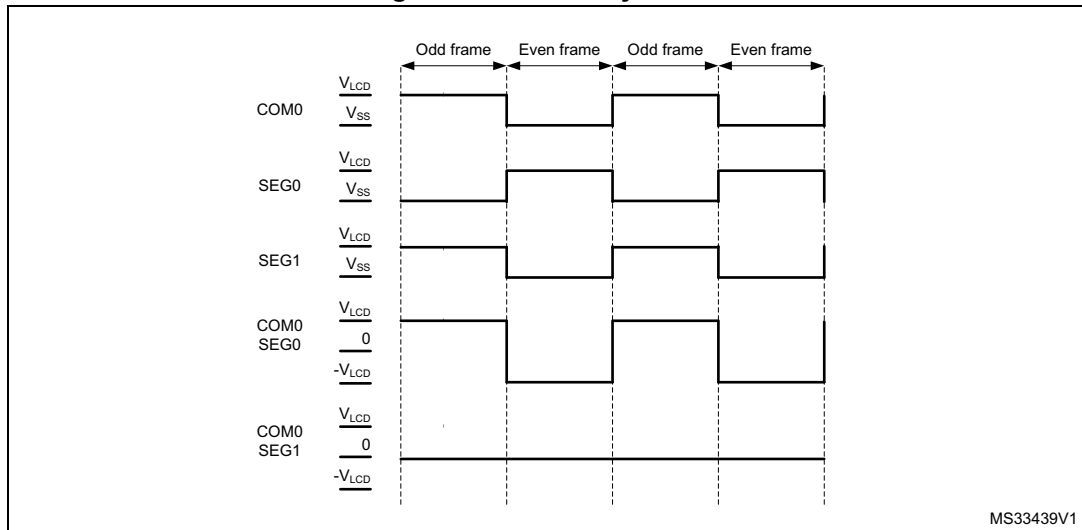 Odd frame Even frame Odd frame Even frame
V_LCD
COM0
V_SS
V_LCD
SEG0
V_SS
V_LCD
SEG1
V_SS
V_LCD
COM0
SEG0
0
-V_LCD
V_LCD
COM0
SEG1
0
-V_LCD
MS33439V1